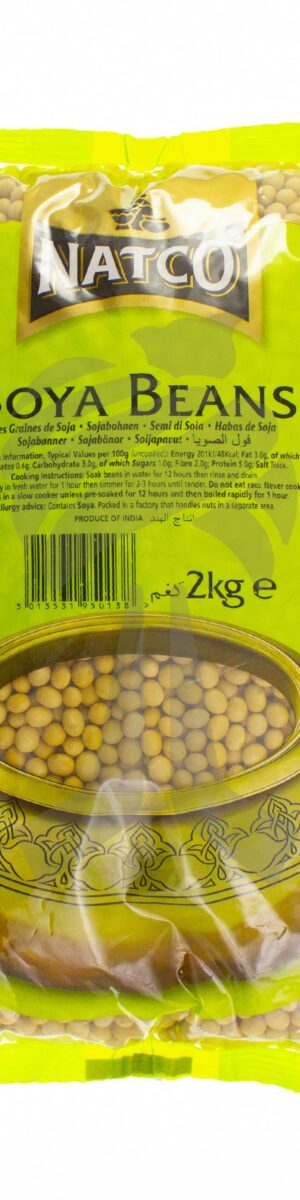 NATCO
SOYA BEANS
es Graines de Soja • Sojabohnen • Semi di Soia • Habas de Soja
Sojabønner • Sojabönor • Soijapavut • فول الصويا
Information, Typical Values per 100g (uncooked): Energy 201kJ/48Kcal; Fat 3.0g, of which
rates 0.4g; Carbohydrate 3.0g, of which Sugars 1.0g; Fibre 2.0g; Protein 5.0g; Salt Trace.
Cooking Instructions: Soak beans in water for 12 hours then rinse and drain.
y in fresh water for 1 hour then simmer for 2-3 hours until tender. Do not eat raw. Never cook
in a slow cooker unless pre-soaked for 12 hours and then boiled rapidly for 1 hour.
llergy advice: Contains Soya. Packed in a factory that handles nuts in a separate area.
PRODUCE OF INDIA إنتاج الهند
5 013531 950138 > كغم 2kg e